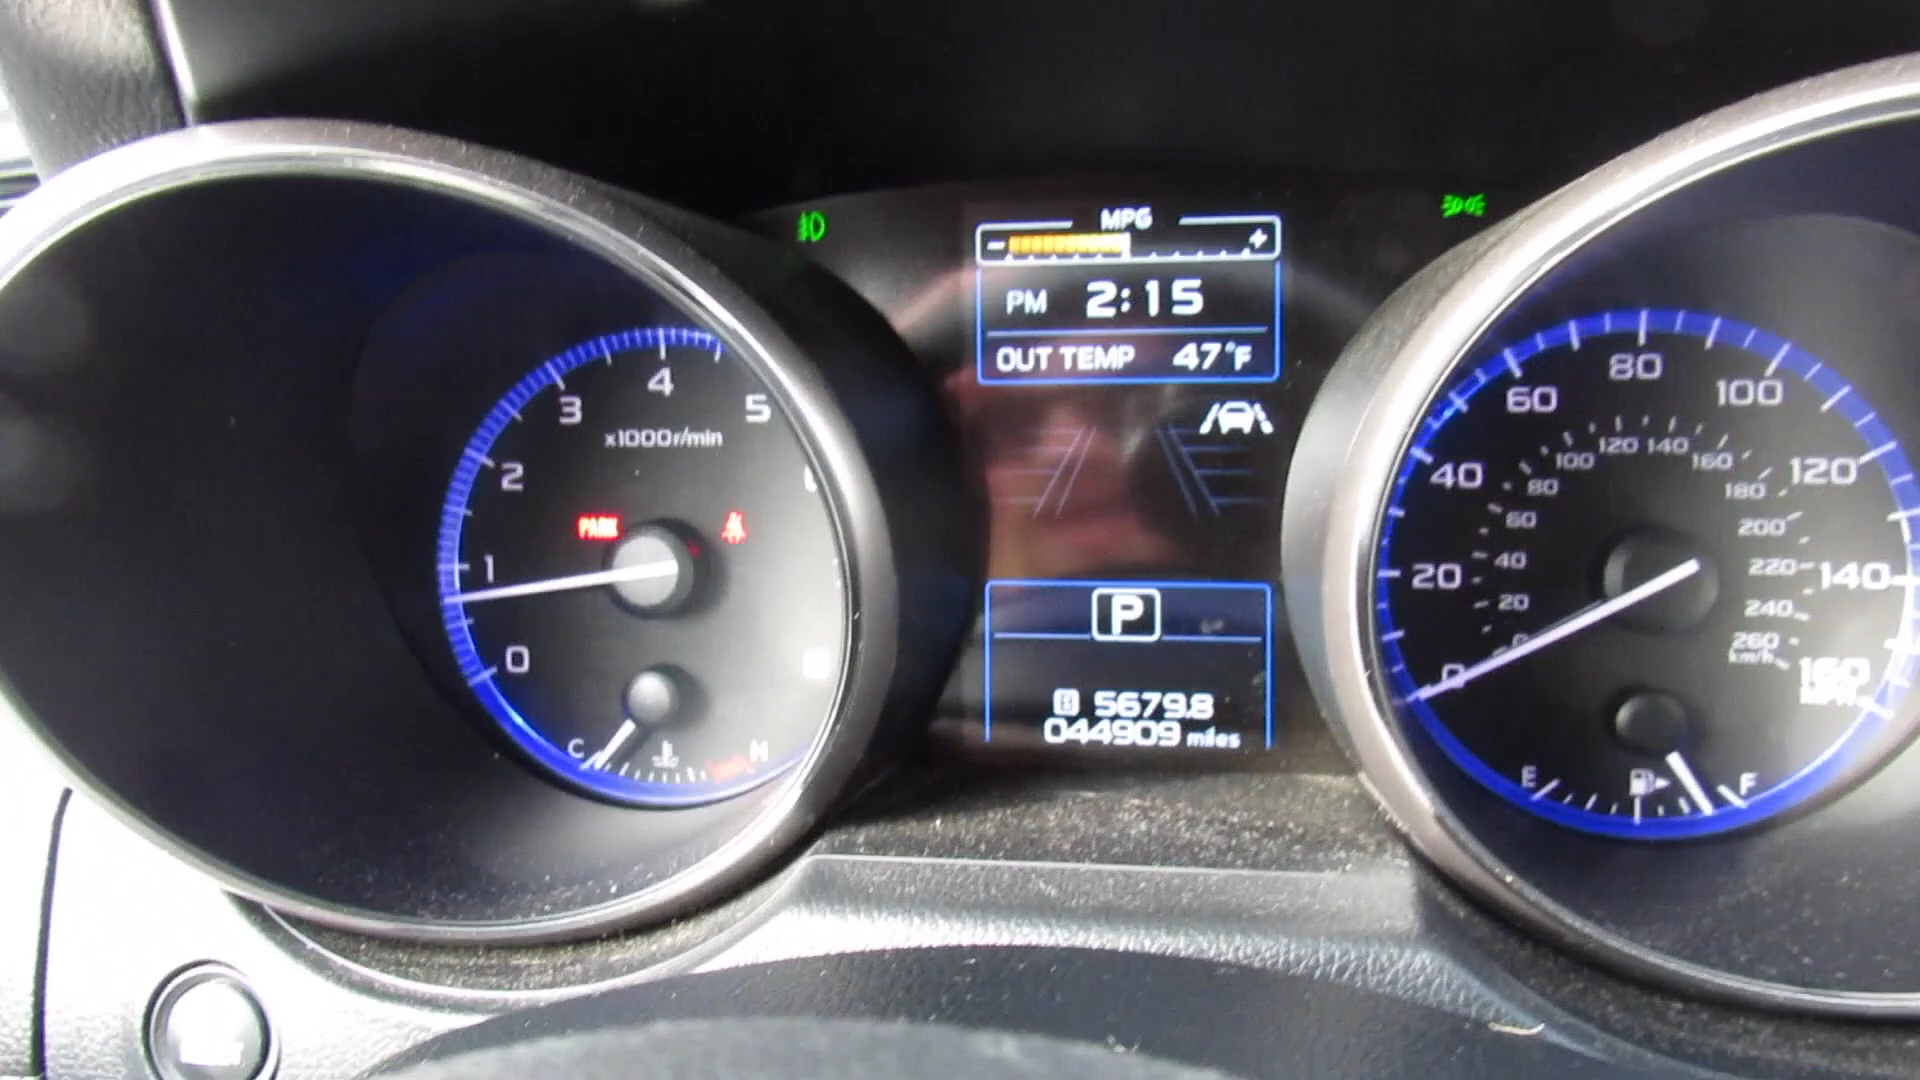 MPG
- +
PM 2:15
OUT TEMP 47°F
P
B 5679.8
044909 miles
0 1 2 3 4 5
x1000r/min
PARK
C H
0 20 40 60 80 100 120 140 160
MPH
0 20 40 60 80 100 120 140 160 180 200 220 240 260
km/h
E F